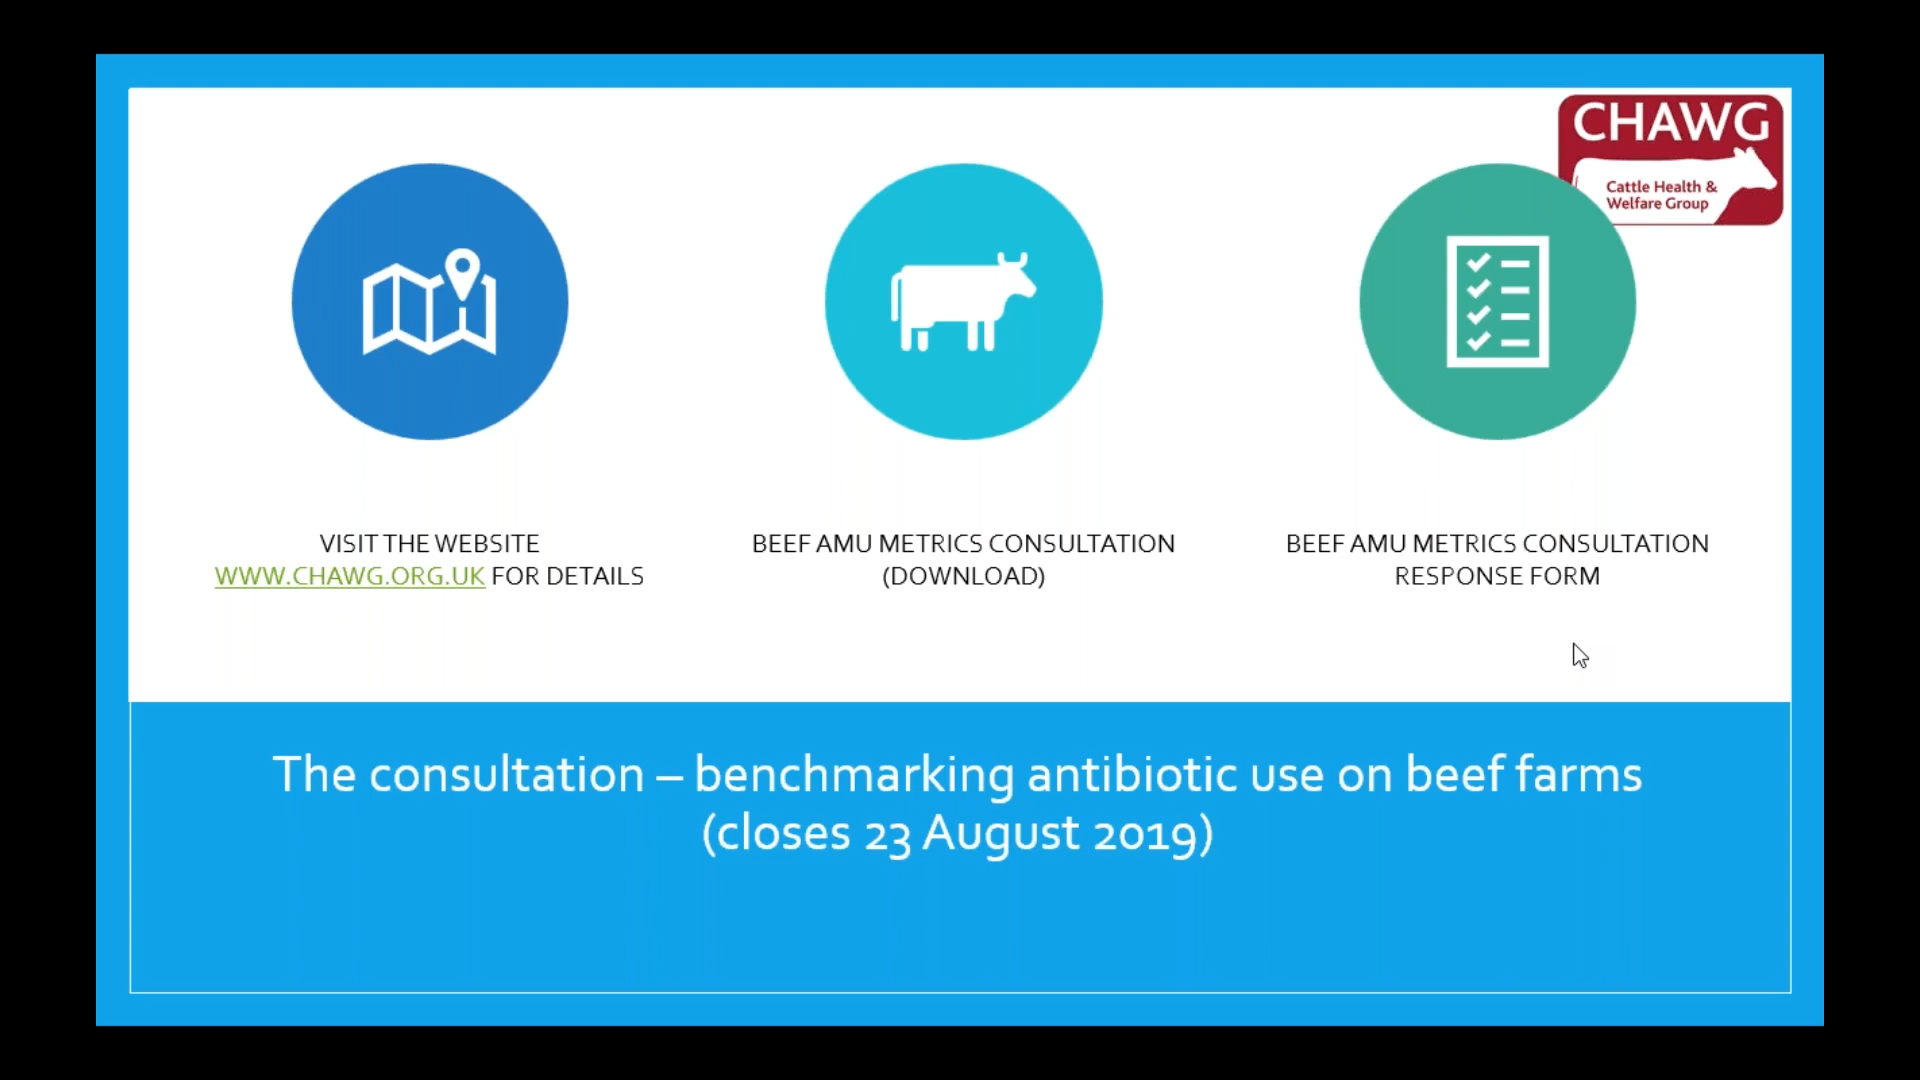 CHAWG
Cattle Health &
Welfare Group
VISIT THE WEBSITE
WWW.CHAWG.ORG.UK FOR DETAILS
BEEF AMU METRICS CONSULTATION
(DOWNLOAD)
BEEF AMU METRICS CONSULTATION
RESPONSE FORM
The consultation – benchmarking antibiotic use on beef farms
(closes 23 August 2019)